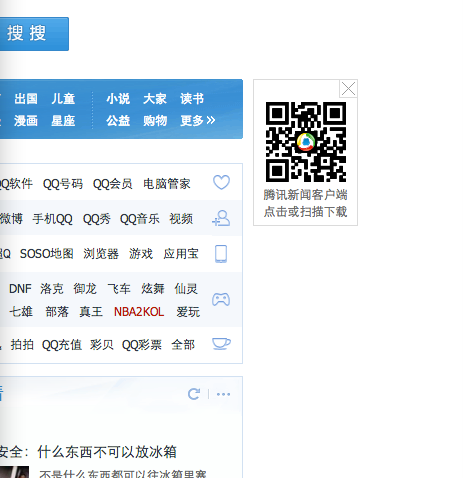 搜搜
出国 儿童 小说 大家 读书
漫画 星座 公益 购物 更多
QQ软件 QQ号码 QQ会员 电脑管家
微博 手机QQ QQ秀 QQ音乐 视频
Q SOSO地图 浏览器 游戏 应用宝
DNF 洛克 御龙 飞车 炫舞 仙灵
七雄 部落 真王 NBA2KOL 爱玩
拍拍 QQ充值 彩贝 QQ彩票 全部
腾讯新闻客户端
点击或扫描下载
安全：什么东西不可以放冰箱
不是什么东西都可以往冰箱里塞